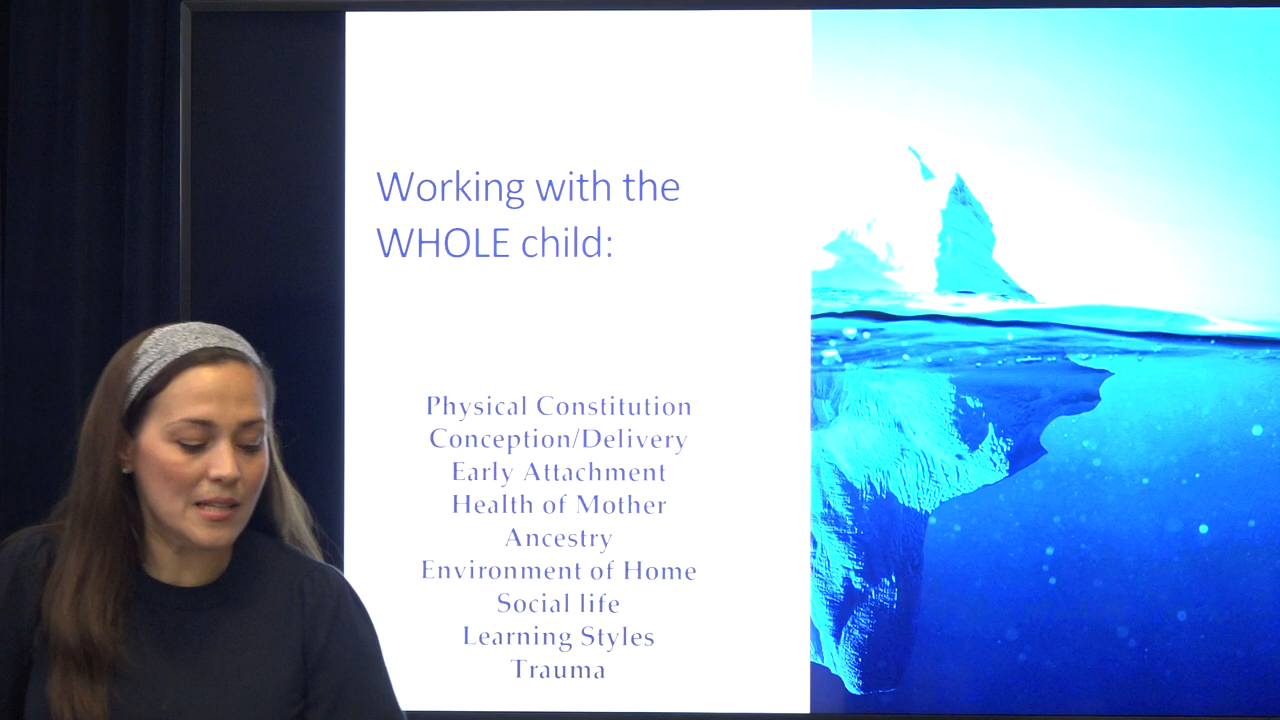 Working with the
WHOLE child:
Physical Constitution
Conception/Delivery
Early Attachment
Health of Mother
Ancestry
Environment of Home
Social life
Learning Styles
Trauma